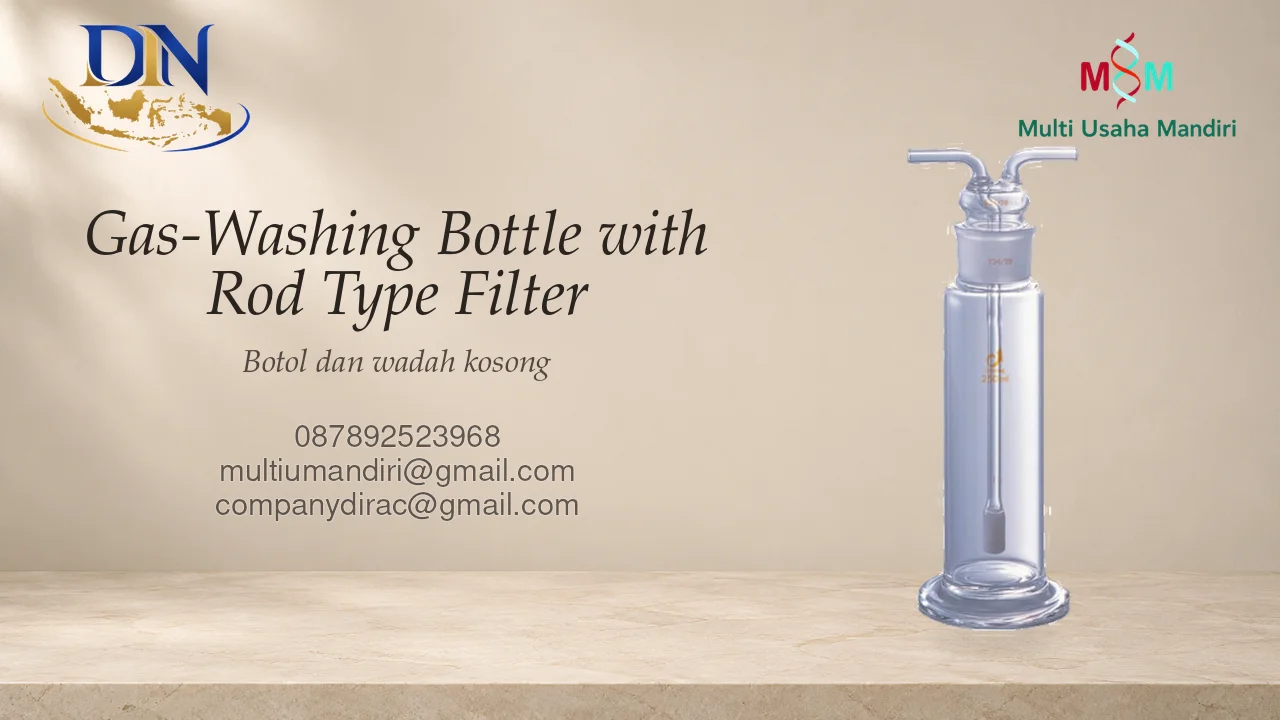 DN
M M
Multi Usaha Mandiri
Gas-Washing Bottle with
Rod Type Filter
Botol dan wadah kosong
087892523968
multiumandiri@gmail.com
companydirac@gmail.com
250ml